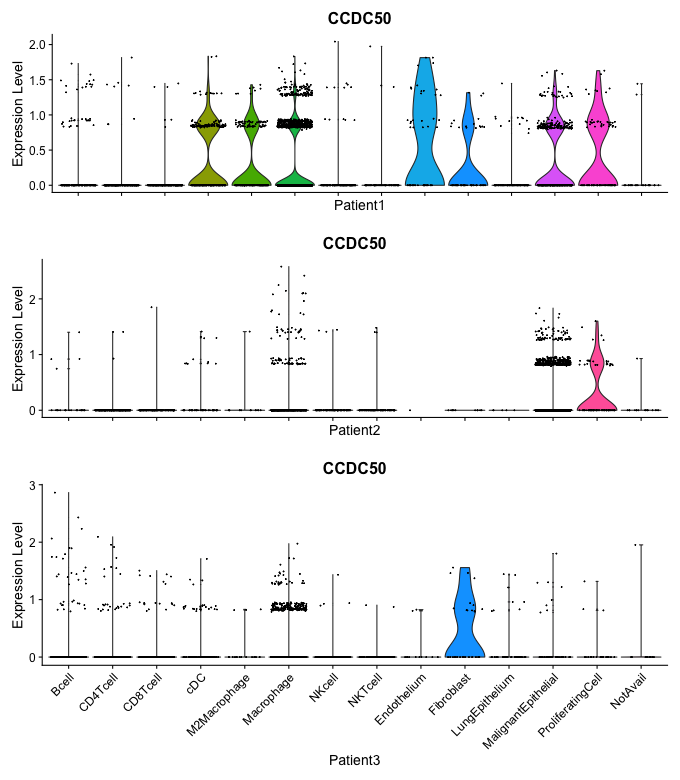 CCDC50
Expression Level
2.0
1.5
1.0
0.5
0.0
Patient1
CCDC50
Expression Level
2
1
0
Patient2
CCDC50
Expression Level
3
2
1
0
Bcell
CD4Tcell
CD8Tcell
cDC
M2Macrophage
Macrophage
NKcell
NKTcell
Endothelium
Fibroblast
LungEpithelium
MalignantEpithelial
ProliferatingCell
NotAvail
Patient3